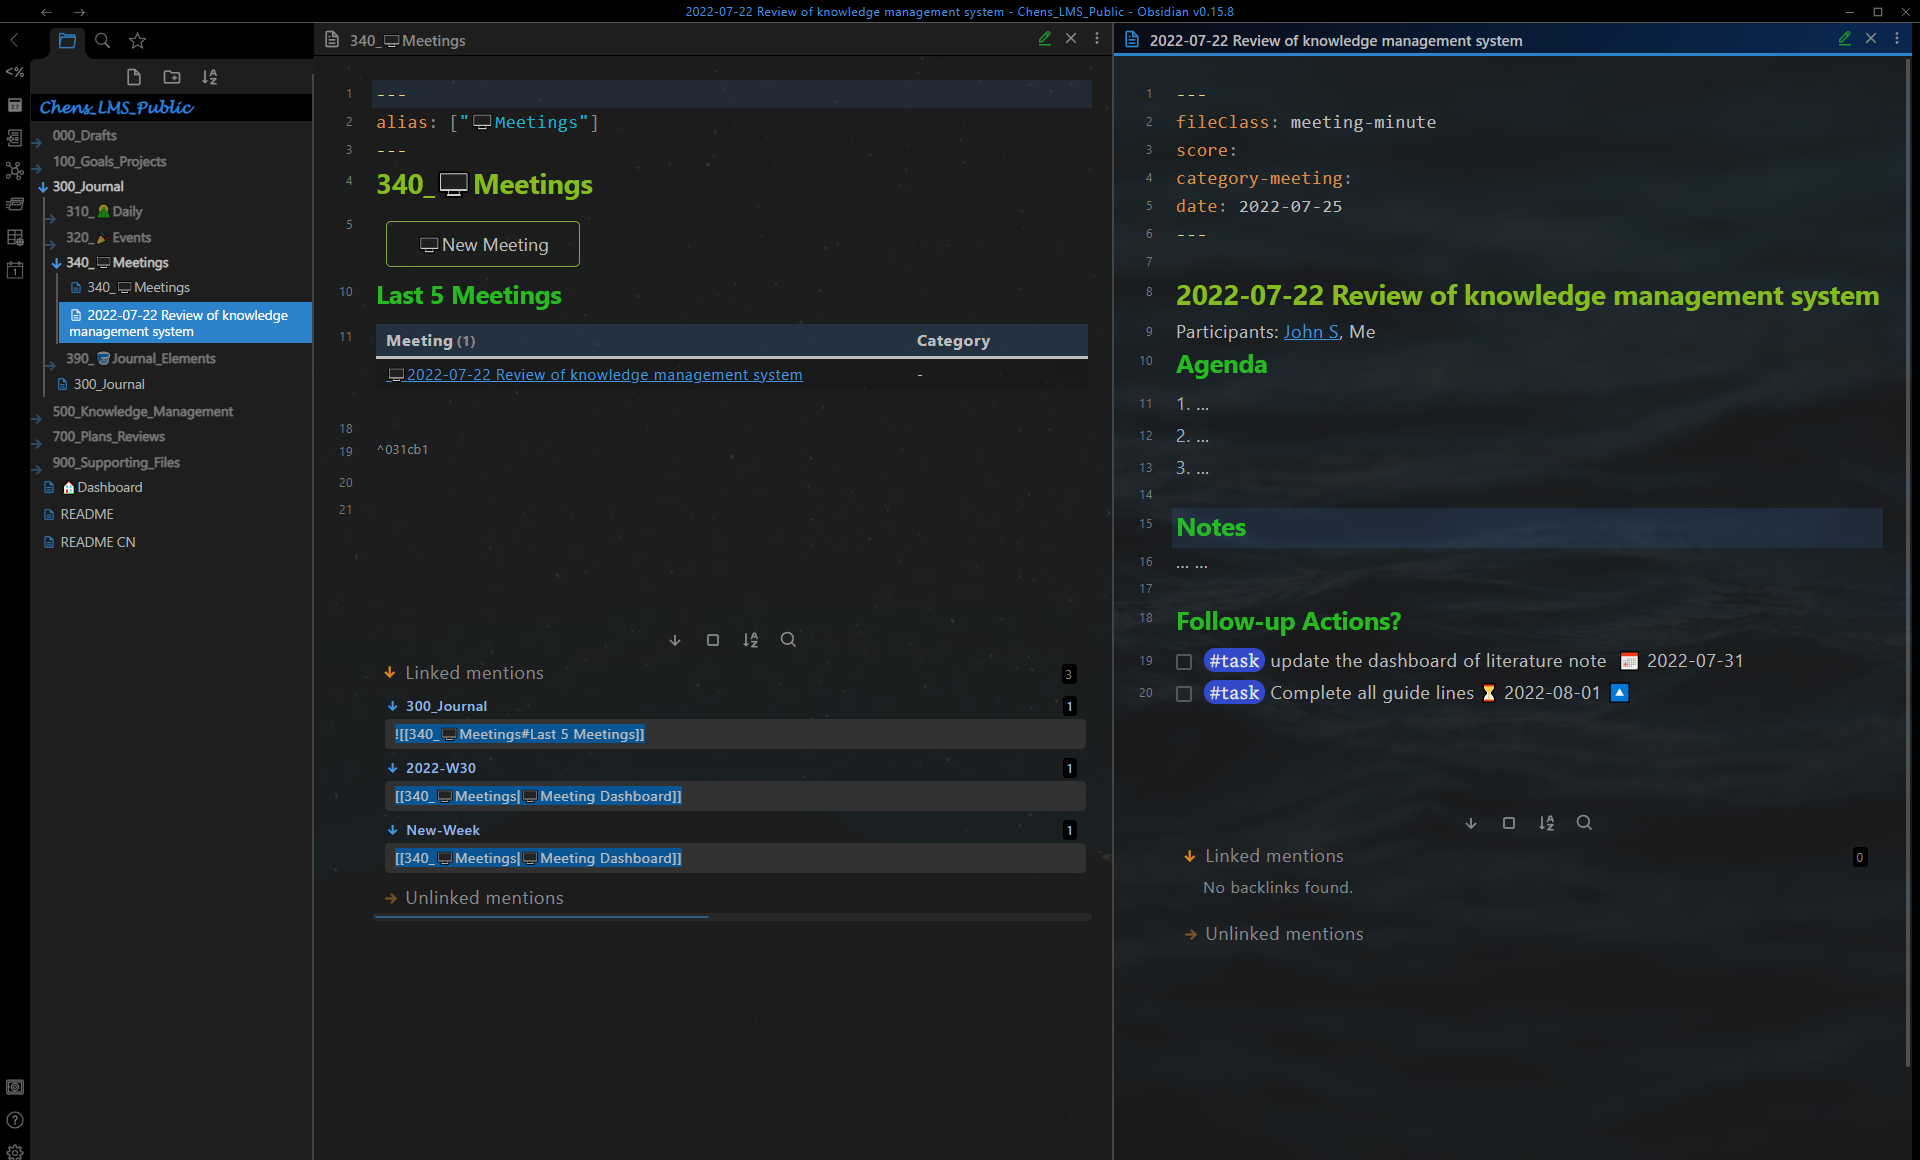 2022-07-22 Review of knowledge management system - Chens_LMS_Public - Obsidian v0.15.8
Chens_LMS_Public
000_Drafts
100_Goals_Projects
300_Journal
310_Daily
320_Events
340_🖥Meetings
340_🖥Meetings
2022-07-22 Review of knowledge
management system
390_Journal_Elements
300_Journal
500_Knowledge_Management
700_Plans_Reviews
900_Supporting_Files
🏠Dashboard
README
README CN
340_🖥Meetings
1 ---
2 alias: ["🖥Meetings"]
3 ---
4 340_🖥Meetings
5 🖥New Meeting
10 Last 5 Meetings
11 Meeting (1) Category
🖥2022-07-22 Review of knowledge management system -
18
19 ^031cb1
20
21
Linked mentions 3
300_Journal 1
![[340_🖥Meetings#Last 5 Meetings]]
2022-W30 1
[[340_🖥Meetings|🖥Meeting Dashboard]]
New-Week 1
[[340_🖥Meetings|🖥Meeting Dashboard]]
Unlinked mentions
2022-07-22 Review of knowledge management system
1 ---
2 fileClass: meeting-minute
3 score:
4 category-meeting:
5 date: 2022-07-25
6 ---
7
8 2022-07-22 Review of knowledge management system
9 Participants: John S, Me
10 Agenda
11 1. ...
12 2. ...
13 3. ...
14
15 Notes
16 ... ...
17
18 Follow-up Actions?
19 #task update the dashboard of literature note 📅 2022-07-31
20 #task Complete all guide lines ⏳ 2022-08-01 🔼
Linked mentions 0
No backlinks found.
Unlinked mentions